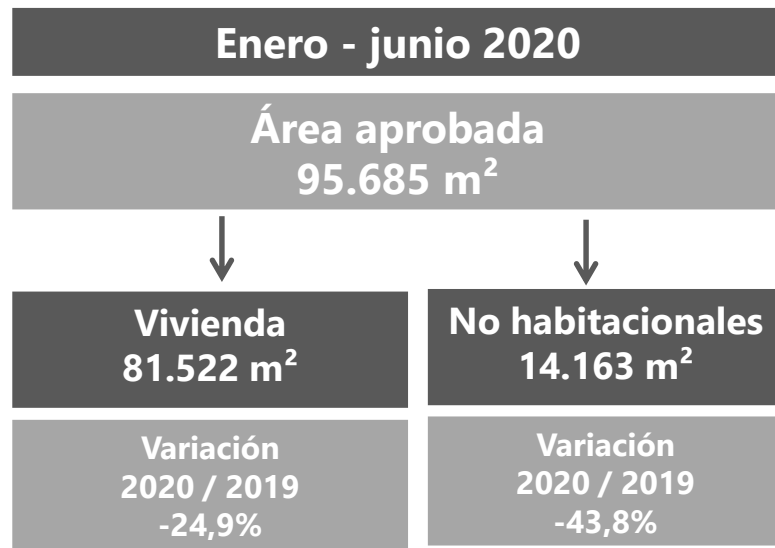 Enero - junio 2020
Área aprobada
95.685 m²
Vivienda
81.522 m²
No habitacionales
14.163 m²
Variación
2020 / 2019
-24,9%
Variación
2020 / 2019
-43,8%